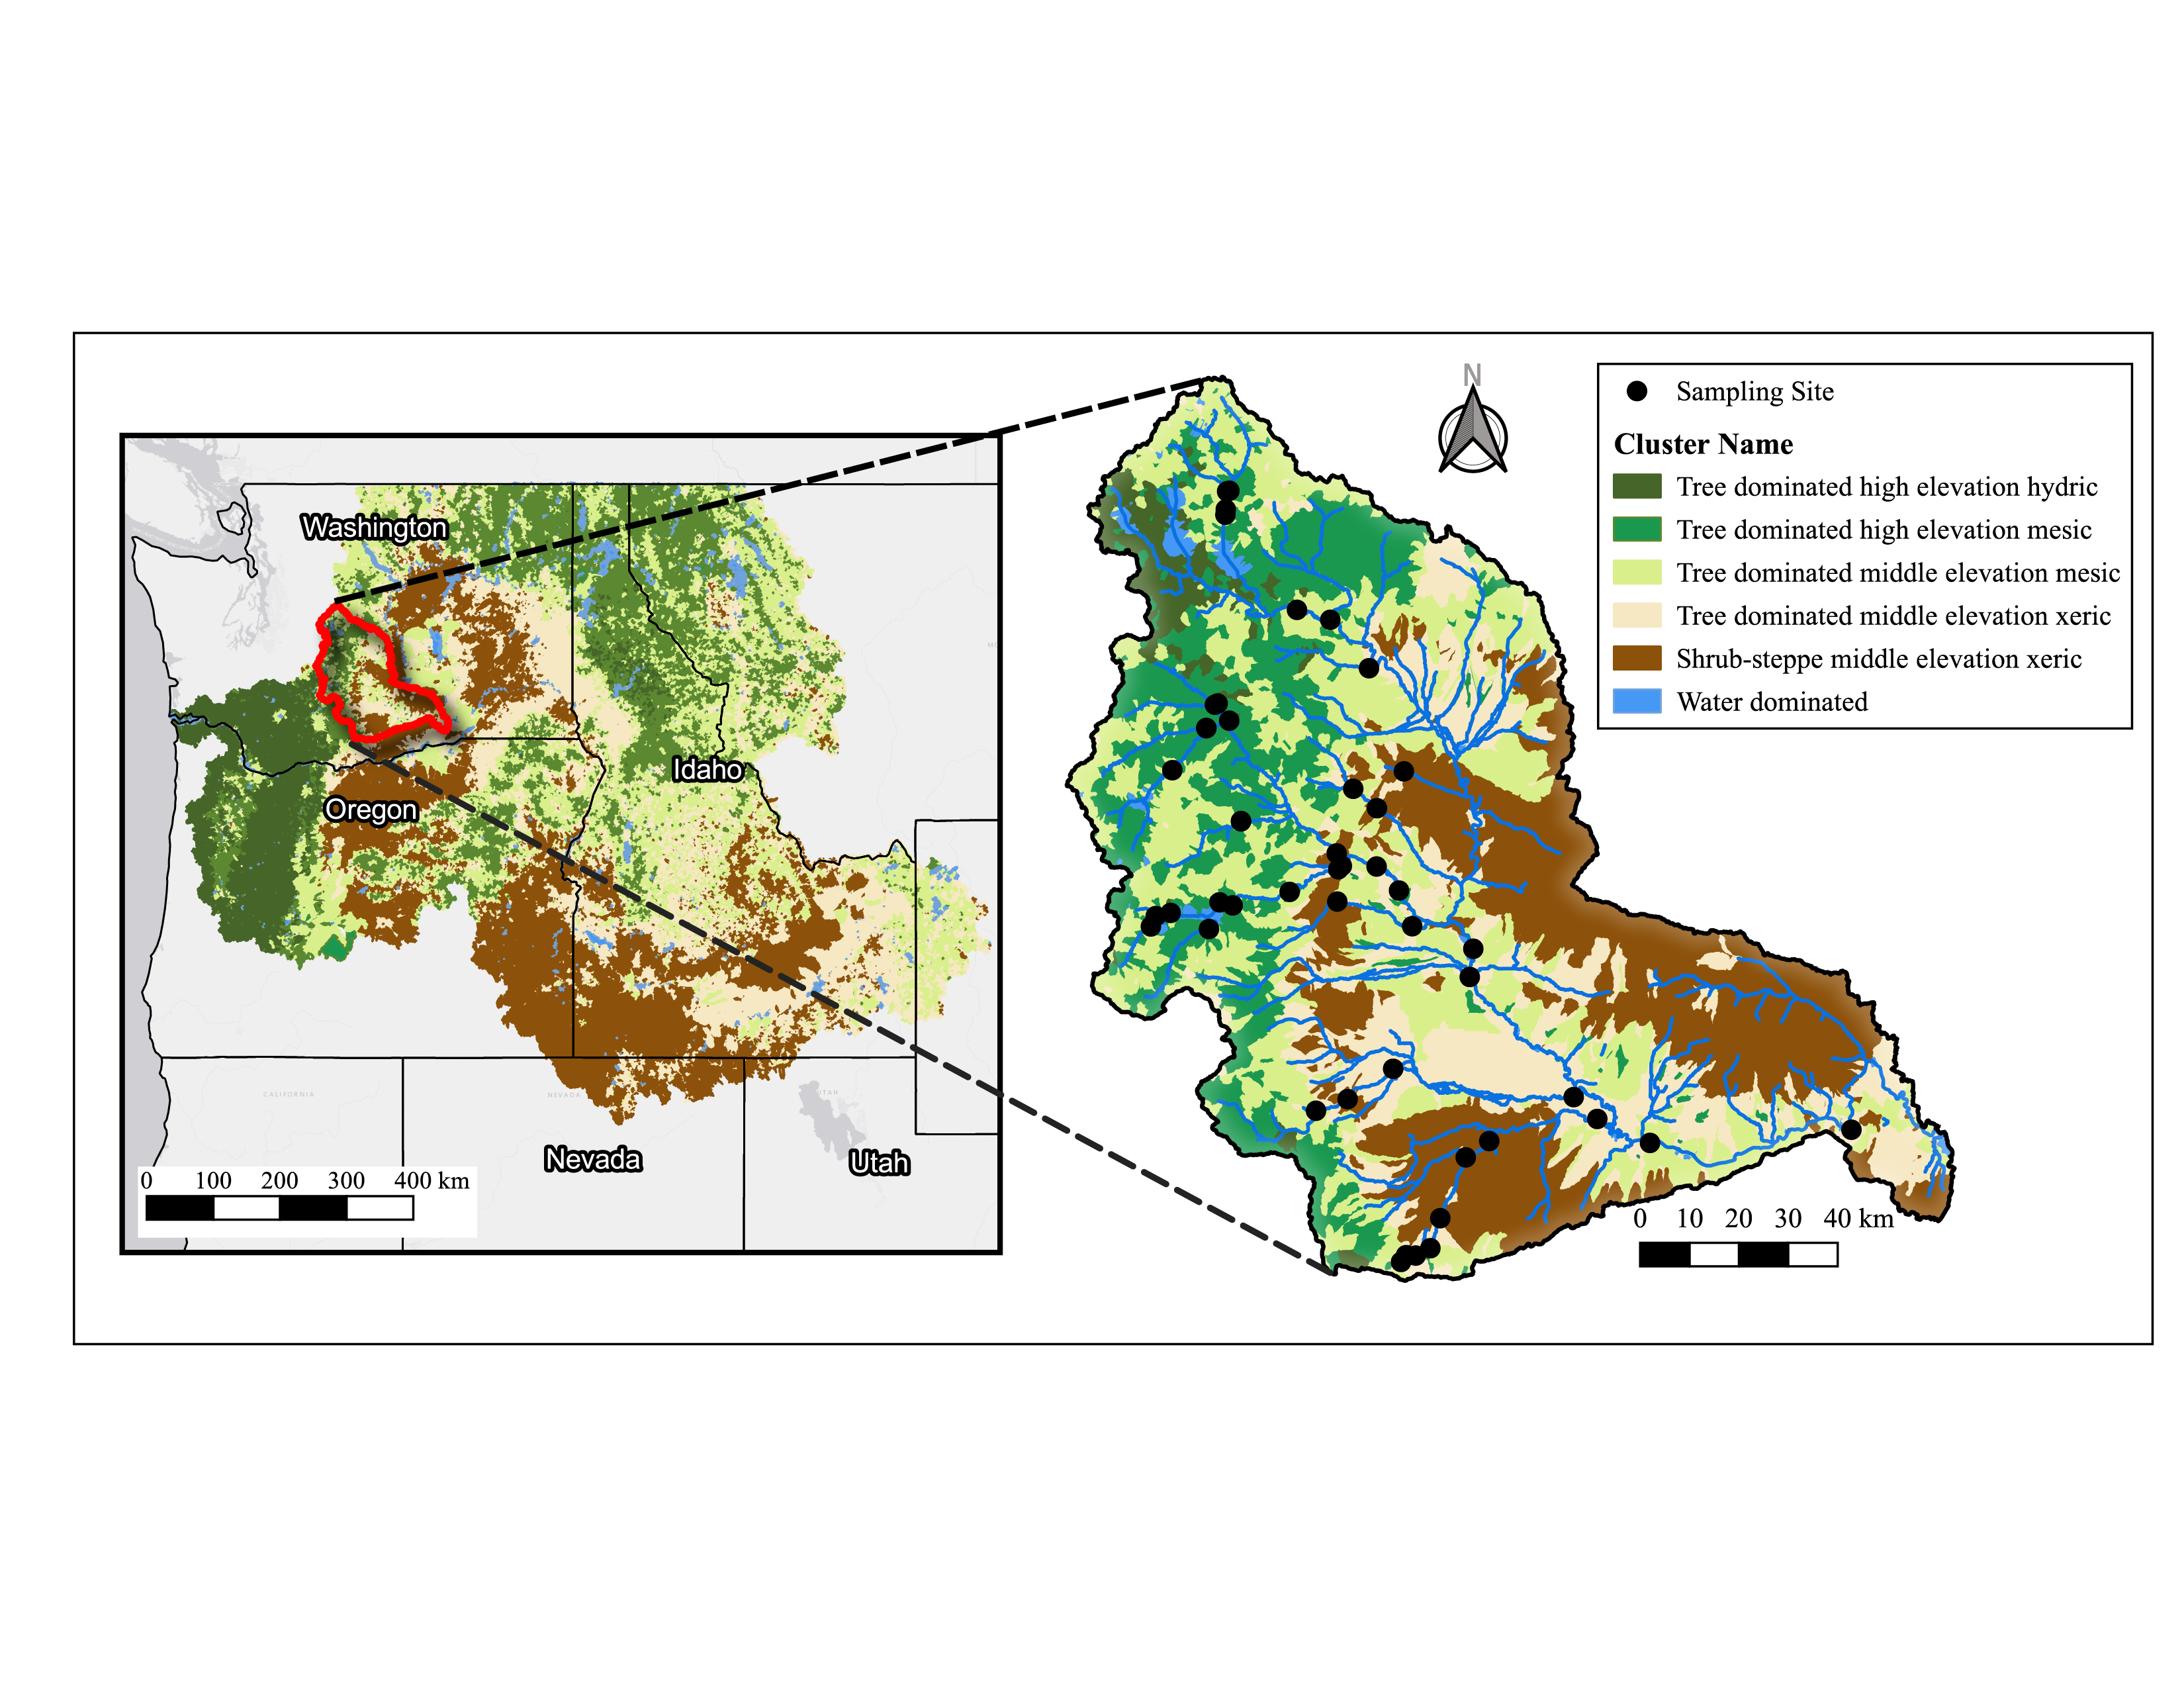 N
Sampling Site
Cluster Name
Tree dominated high elevation hydric
Tree dominated high elevation mesic
Tree dominated middle elevation mesic
Tree dominated middle elevation xeric
Shrub-steppe middle elevation xeric
Water dominated
Washington
Idaho
Oregon
CALIFORNIA
NEVADA
UTAH
Nevada
Utah
0 100 200 300 400 km
0 10 20 30 40 km